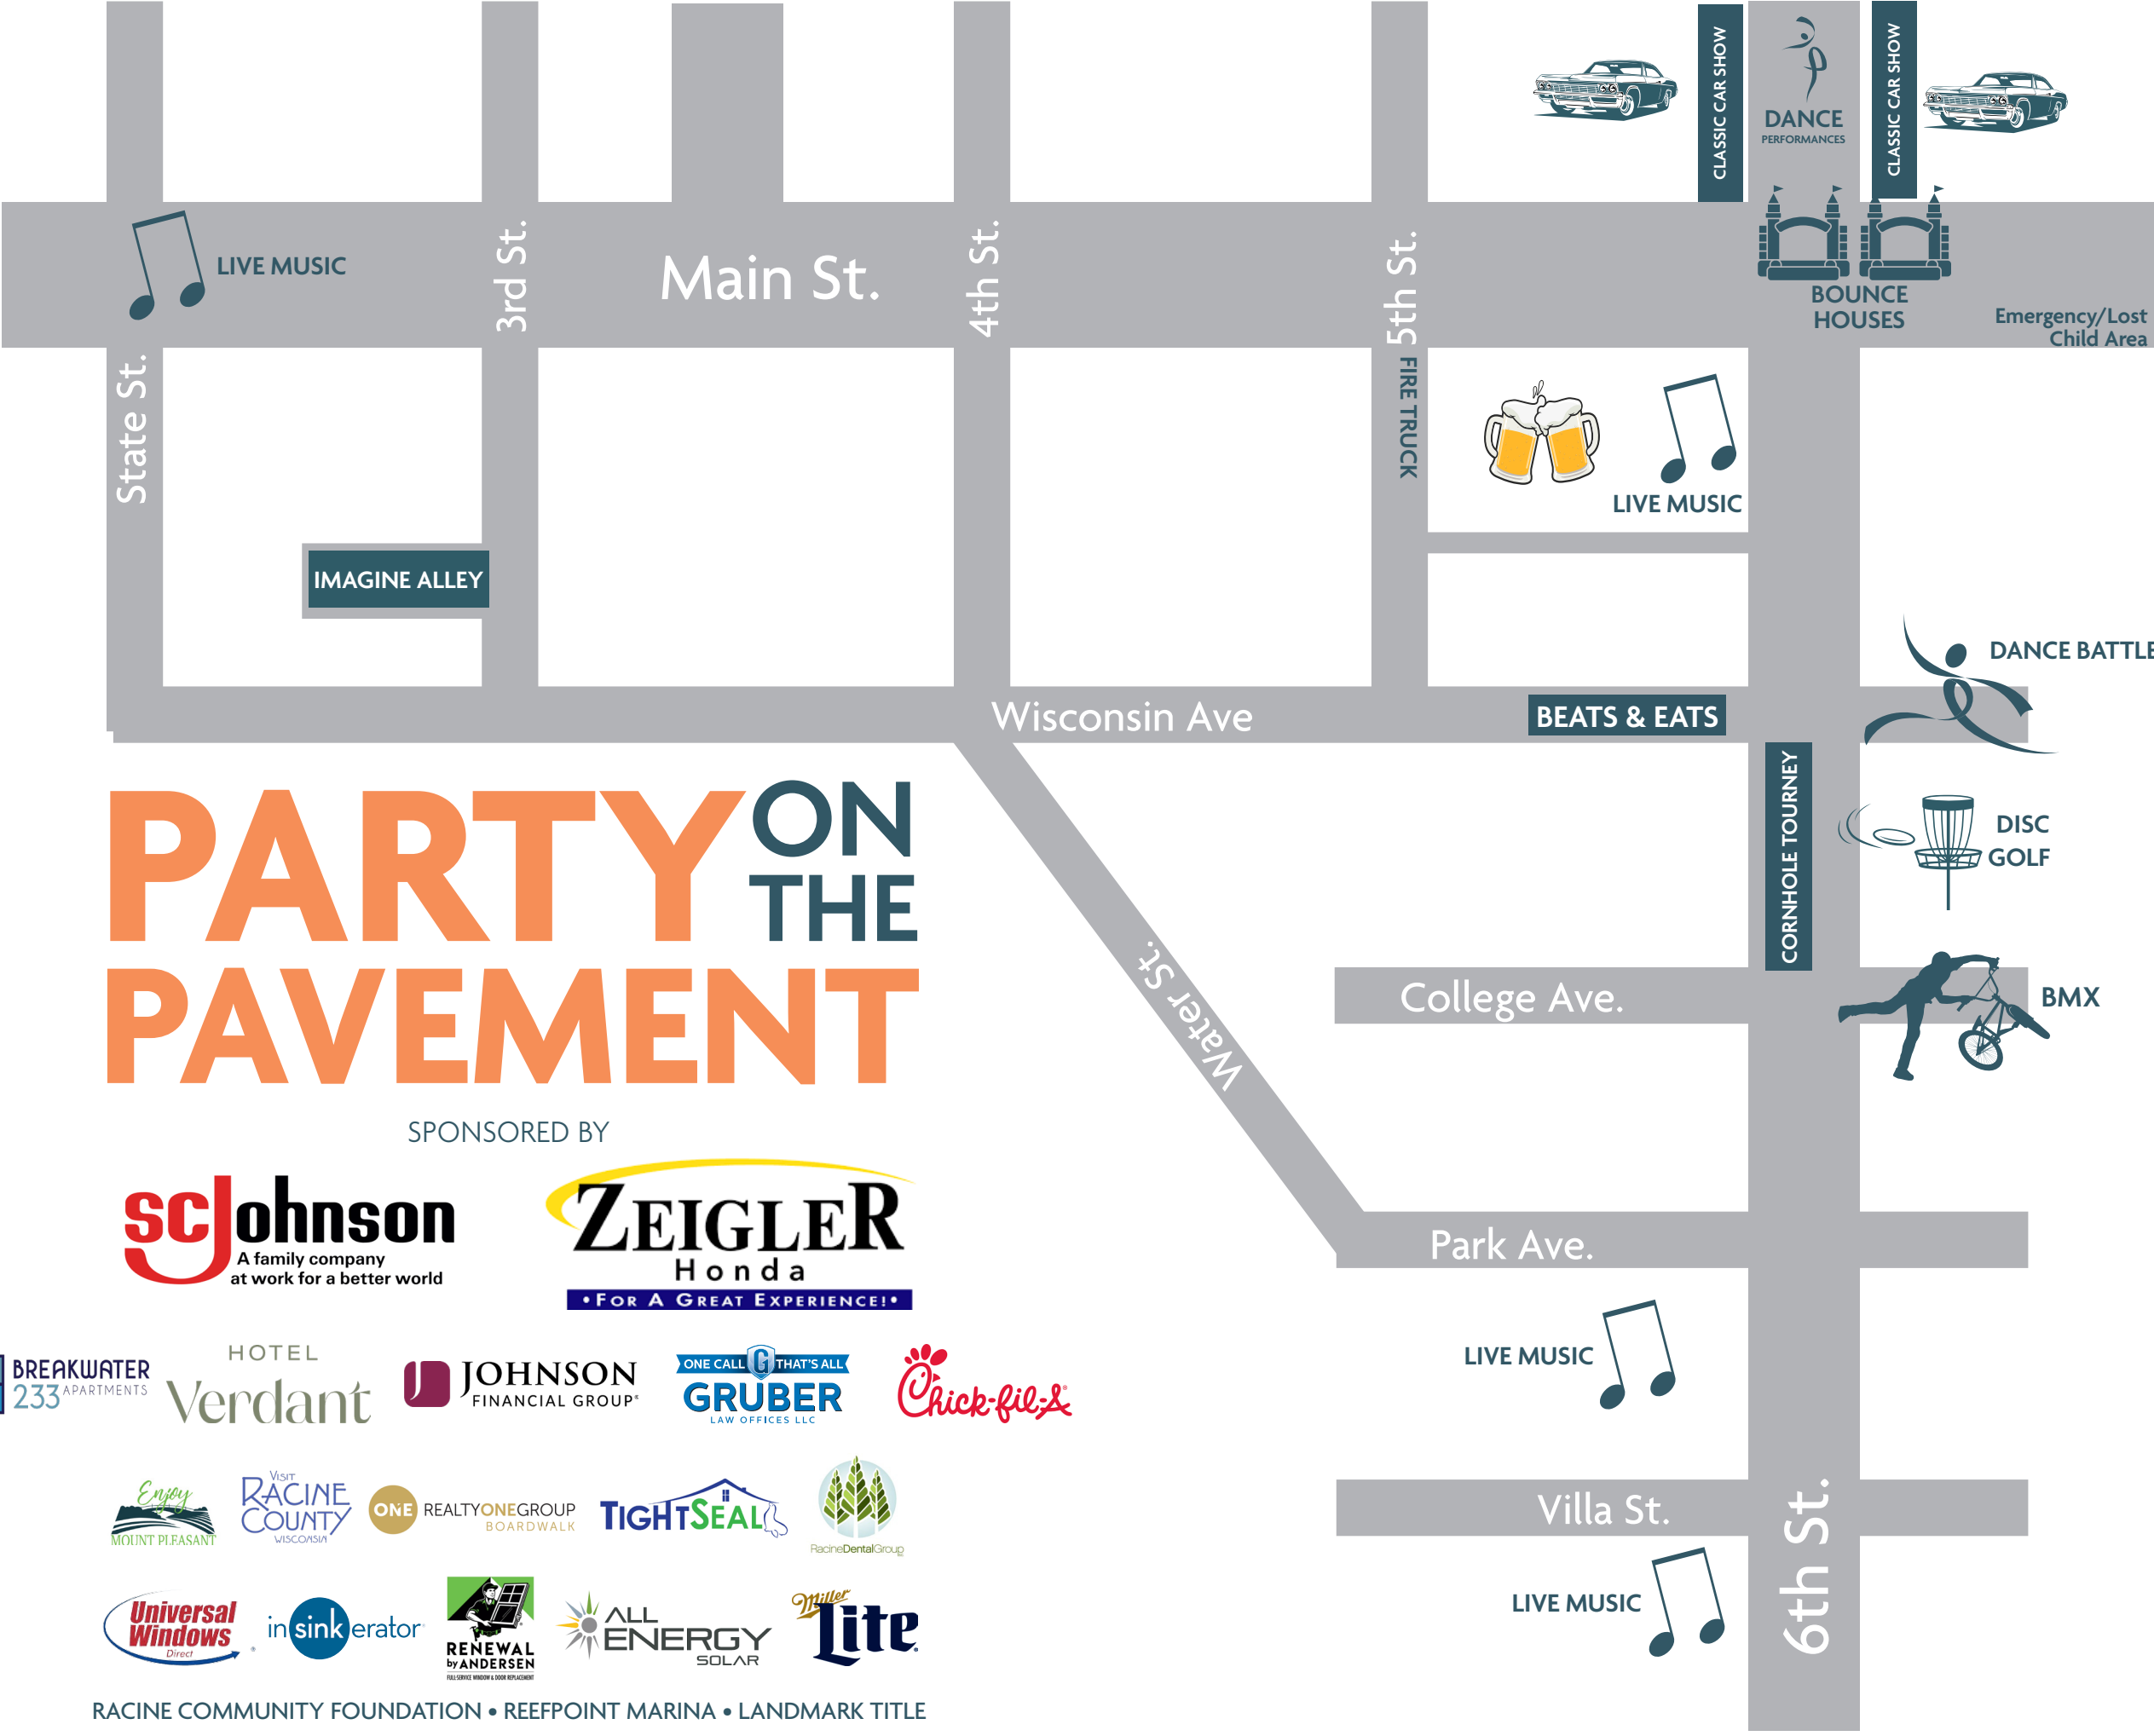 CLASSIC CAR SHOW
DANCE
PERFORMANCES
CLASSIC CAR SHOW
LIVE MUSIC
3rd St.
Main St.
4th St.
5th St.
BOUNCE
HOUSES
Emergency/Lost
Child Area
State St.
FIRE TRUCK
LIVE MUSIC
IMAGINE ALLEY
DANCE BATTLE
Wisconsin Ave
BEATS & EATS
CORNHOLE TOURNEY
DISC
GOLF
Water St.
College Ave.
BMX
PARTY ON
THE
PAVEMENT
SPONSORED BY
scJohnson
A family company
at work for a better world
ZEIGLER
Honda
• FOR A GREAT EXPERIENCE! •
Park Ave.
LIVE MUSIC
BREAKWATER
233 APARTMENTS
HOTEL
Verdant
JOHNSON
FINANCIAL GROUP
ONE CALL G THAT'S ALL
GRUBER
LAW OFFICES LLC
Chick-fil-A
Enjoy
MOUNT PLEASANT
VISIT
RACINE
COUNTY
WISCONSIN
ONE REALTYONEGROUP
BOARDWALK
TIGHTSEAL
RacineDentalGroup
Villa St.
6th St.
LIVE MUSIC
Universal
Windows
Direct
insinkerator
RENEWAL
by ANDERSEN
FULL-SERVICE WINDOW & DOOR REPLACEMENT
ALL
ENERGY
SOLAR
Miller
Lite
RACINE COMMUNITY FOUNDATION • REEFPOINT MARINA • LANDMARK TITLE